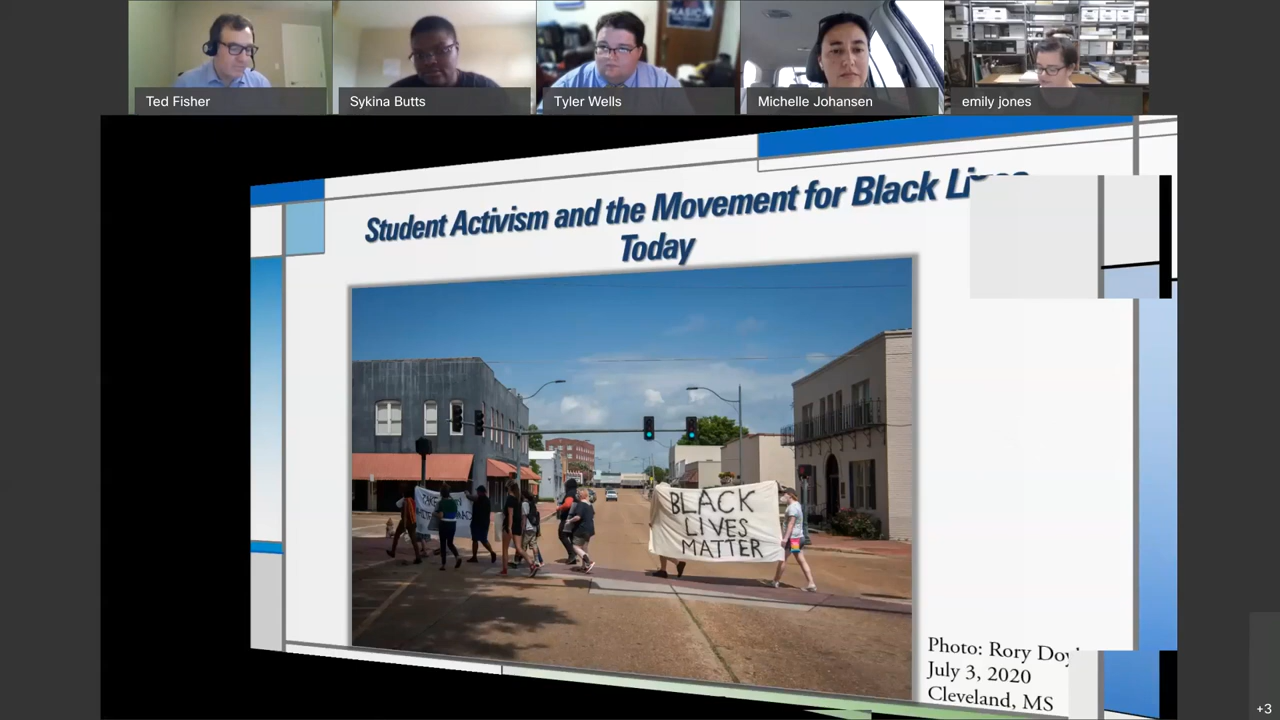 Ted Fisher
Sykina Butts
Tyler Wells
Michelle Johansen
emily jones
Student Activism and the Movement for Black
Today
BLACK
LIVES
MATTER
Photo: Rory
July 3, 2020
Cleveland, MS
+3